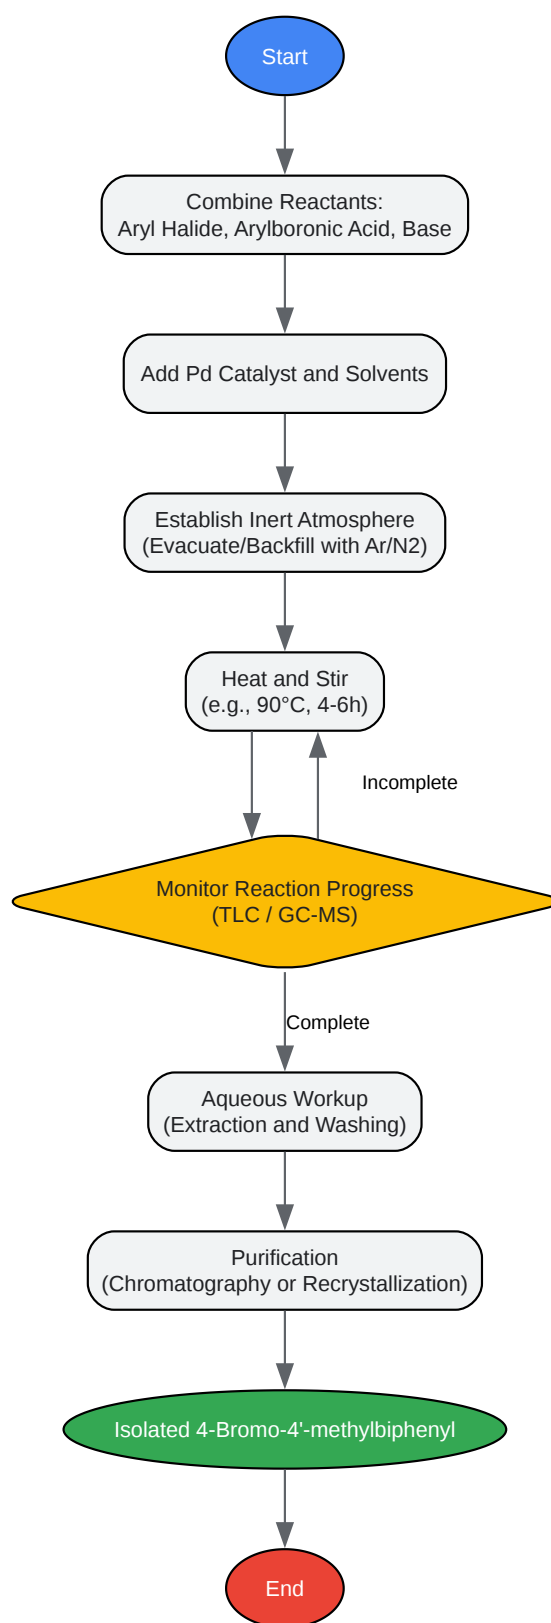 Start
Combine Reactants:
Aryl Halide, Arylboronic Acid, Base
Add Pd Catalyst and Solvents
Establish Inert Atmosphere
(Evacuate/Backfill with Ar/N2)
Heat and Stir
(e.g., 90°C, 4-6h)
Incomplete
Monitor Reaction Progress
(TLC / GC-MS)
Complete
Aqueous Workup
(Extraction and Washing)
Purification
(Chromatography or Recrystallization)
Isolated 4-Bromo-4'-methylbiphenyl
End